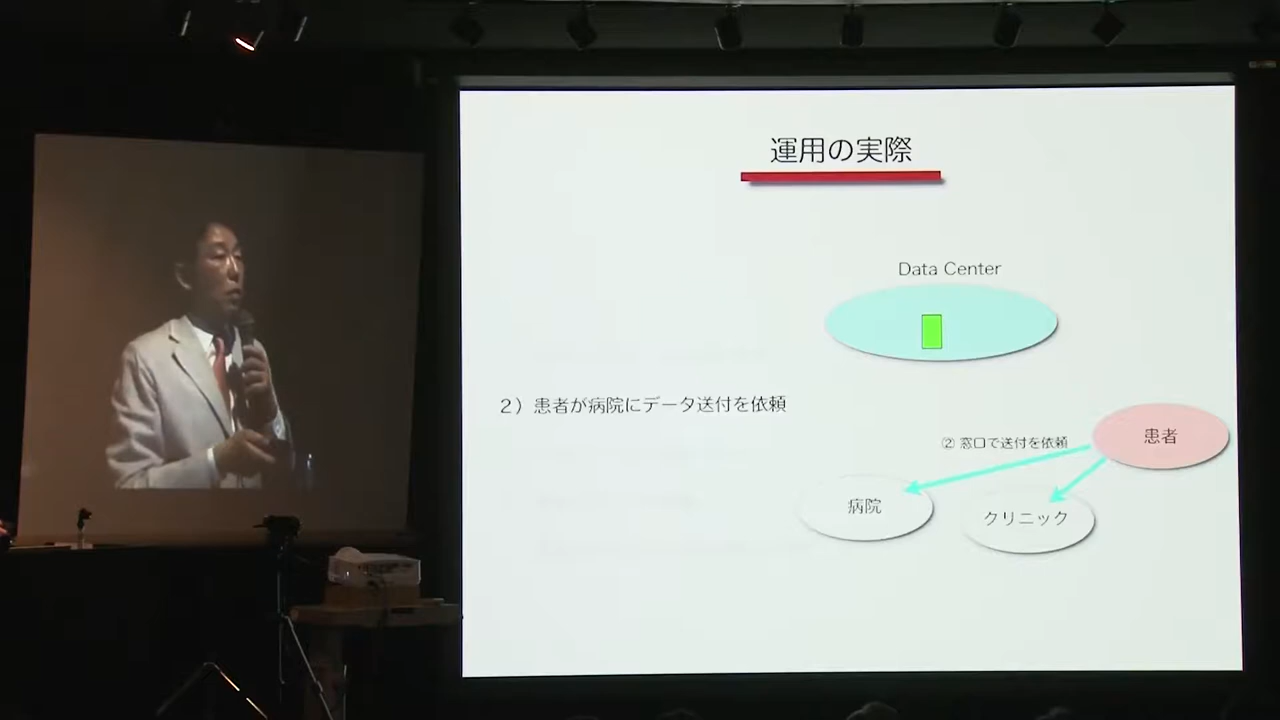 運用の実際
Data Center
2）患者が病院にデータ送付を依頼
② 窓口で送付を依頼
患者
病院
クリニック